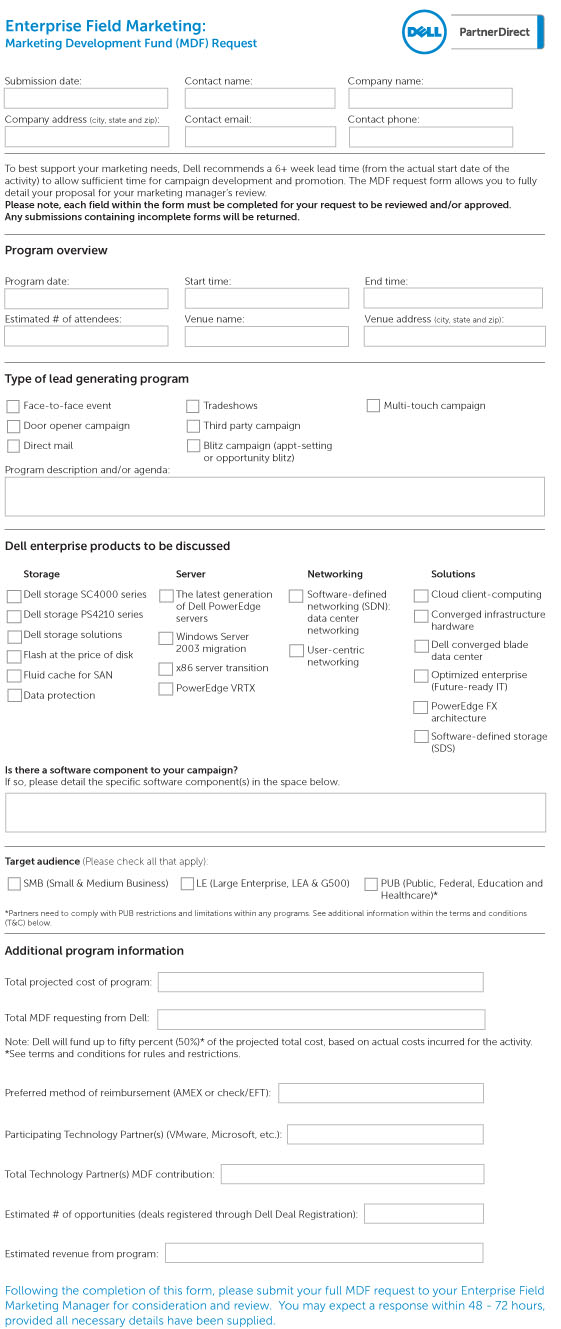 Enterprise Field Marketing:
Marketing Development Fund (MDF) Request
DELL PartnerDirect
Submission date: Contact name: Company name:
Company address (city, state and zip): Contact email: Contact phone:
To best support your marketing needs, Dell recommends a 6+ week lead time (from the actual start date of the
activity) to allow sufficient time for campaign development and promotion. The MDF request form allows you to fully
detail your proposal for your marketing manager's review.
Please note, each field within the form must be completed for your request to be reviewed and/or approved.
Any submissions containing incomplete forms will be returned.
Program overview
Program date: Start time: End time:
Estimated # of attendees: Venue name: Venue address (city, state and zip):
Type of lead generating program
Face-to-face event Tradeshows Multi-touch campaign
Door opener campaign Third party campaign
Direct mail Blitz campaign (appt-setting
or opportunity blitz)
Program description and/or agenda:
Dell enterprise products to be discussed
Storage
Dell storage SC4000 series
Dell storage PS4210 series
Dell storage solutions
Flash at the price of disk
Fluid cache for SAN
Data protection
Server
The latest generation
of Dell PowerEdge
servers
Windows Server
2003 migration
x86 server transition
PowerEdge VRTX
Networking
Software-defined
networking (SDN):
data center
networking
User-centric
networking
Solutions
Cloud client-computing
Converged infrastructure
hardware
Dell converged blade
data center
Optimized enterprise
(Future-ready IT)
PowerEdge FX
architecture
Software-defined storage
(SDS)
Is there a software component to your campaign?
If so, please detail the specific software component(s) in the space below.
Target audience (Please check all that apply):
SMB (Small & Medium Business) LE (Large Enterprise, LEA & G500) PUB (Public, Federal, Education and
Healthcare)*
*Partners need to comply with PUB restrictions and limitations within any programs. See additional information within the terms and conditions
(T&C) below.
Additional program information
Total projected cost of program:
Total MDF requesting from Dell:
Note: Dell will fund up to fifty percent (50%)* of the projected total cost, based on actual costs incurred for the activity.
*See terms and conditions for rules and restrictions.
Preferred method of reimbursement (AMEX or check/EFT):
Participating Technology Partner(s) (VMware, Microsoft, etc.):
Total Technology Partner(s) MDF contribution:
Estimated # of opportunities (deals registered through Dell Deal Registration):
Estimated revenue from program:
Following the completion of this form, please submit your full MDF request to your Enterprise Field
Marketing Manager for consideration and review. You may expect a response within 48 - 72 hours,
provided all necessary details have been supplied.